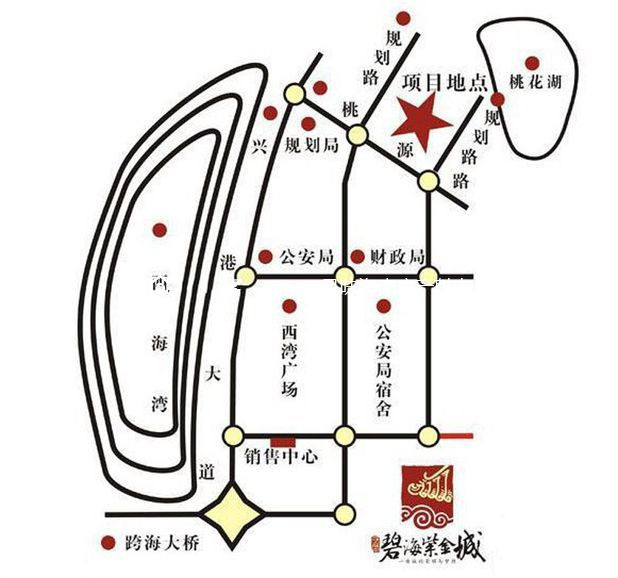 规划路
项目地点
桃花湖
规划路
桃源路
规划局
兴港大道
公安局
财政局
西海湾
西湾广场
公安局宿舍
销售中心
跨海大桥
碧海紫金城